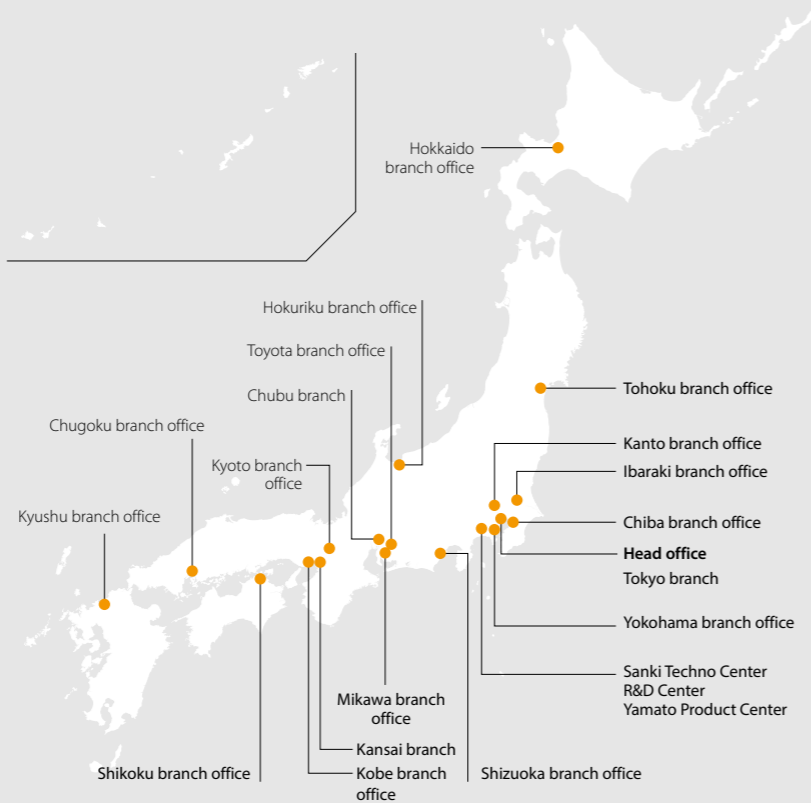 Hokkaido
branch office
Hokuriku branch office
Toyota branch office
Chubu branch
Chugoku branch office
Kyoto branch
office
Kyushu branch office
Tohoku branch office
Kanto branch office
Ibaraki branch office
Chiba branch office
Head office
Tokyo branch
Yokohama branch office
Sanki Techno Center
R&D Center
Yamato Product Center
Mikawa branch
office
Kansai branch
Shikoku branch office
Kobe branch
office
Shizuoka branch office